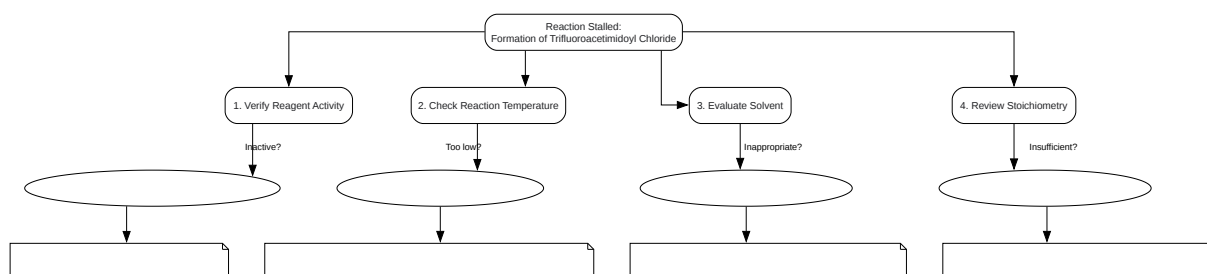 Reaction Stalled:
Formation of Trifluoroacetimidoyl Chloride
1. Verify Reagent Activity
2. Check Reaction Temperature
3. Evaluate Solvent
4. Review Stoichiometry
Inactive?
Too low?
Inappropriate?
Insufficient?